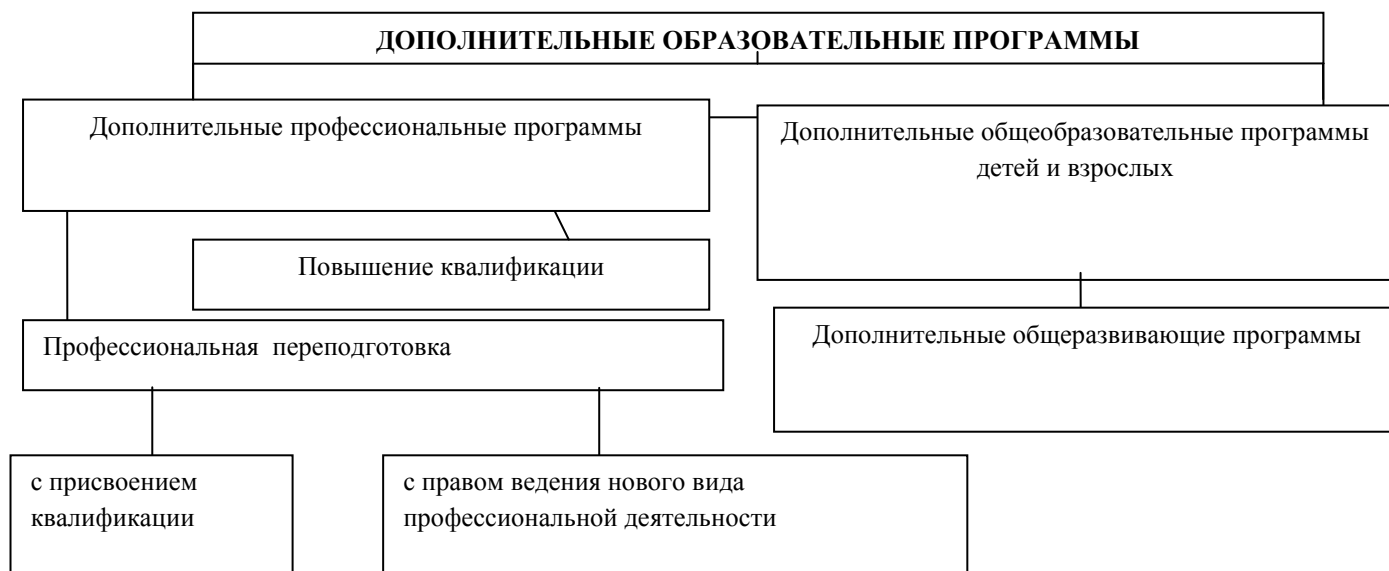 ДОПОЛНИТЕЛЬНЫЕ ОБРАЗОВАТЕЛЬНЫЕ ПРОГРАММЫ
Дополнительные профессиональные программы
Дополнительные общеобразовательные программы
детей и взрослых
Повышение квалификации
Профессиональная переподготовка
Дополнительные общеразвивающие программы
с присвоением
квалификации
с правом ведения нового вида
профессиональной деятельности